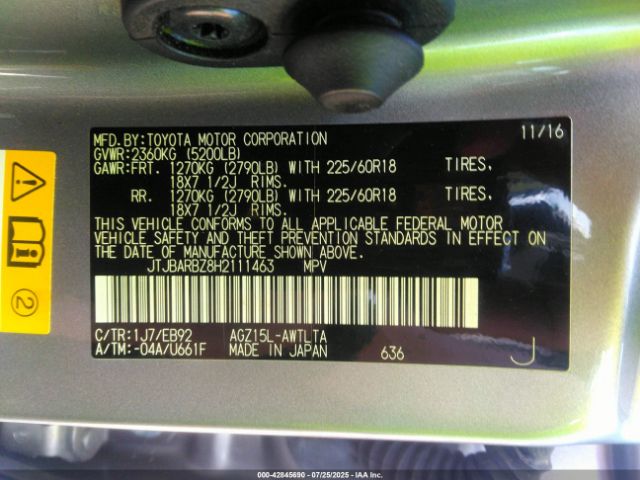 11/16
MFD.BY:TOYOTA MOTOR CORPORATION
GVWR:2360KG (5200LB)
GAWR:FRT. 1270KG (2790LB) WITH 225/60R18 TIRES,
18X7 1/2J RIMS.
RR. 1270KG (2790LB) WITH 225/60R18 TIRES,
18X7 1/2J RIMS.
THIS VEHICLE CONFORMS TO ALL APPLICABLE FEDERAL MOTOR
VEHICLE SAFETY AND THEFT PREVENTION STANDARDS IN EFFECT ON
THE DATE OF MANUFACTURE SHOWN ABOVE.
JTJBARBZ8H2111463 MPV
C/TR:1J7/EB92 AGZ15L-AWTLTA
A/TM:-04A/U661F MADE IN JAPAN 636 J
2
000-42845690 - 07/25/2025 - IAA Inc.